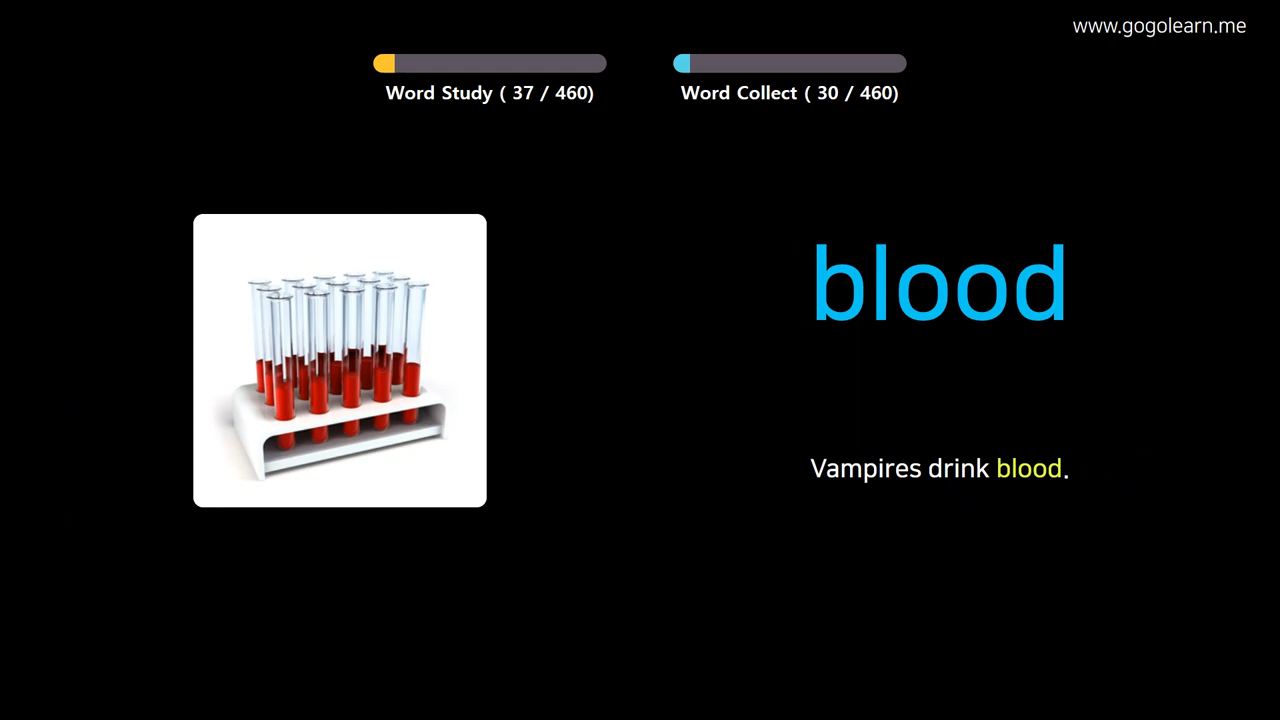 www.gogolearn.me
Word Study ( 37 / 460)
Word Collect ( 30 / 460)
blood
Vampires drink blood.